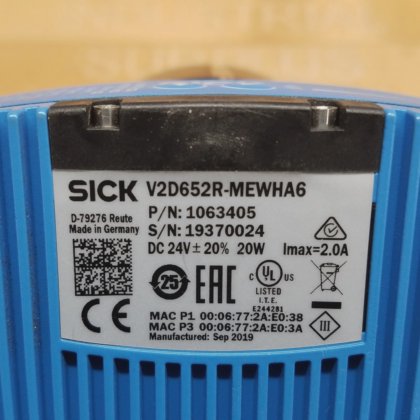 SICK V2D652R-MEWHA6
D-79276 Reute
Made in Germany
P/N: 1063405
S/N: 19370024
DC 24V ± 20% 20W Imax=2.0A
25
EAC
C UL US
LISTED
I.T.E.
E244281
CE
MAC P1 00:06:77:2A:E0:38
MAC P3 00:06:77:2A:E0:3A
Manufactured: Sep 2019
III